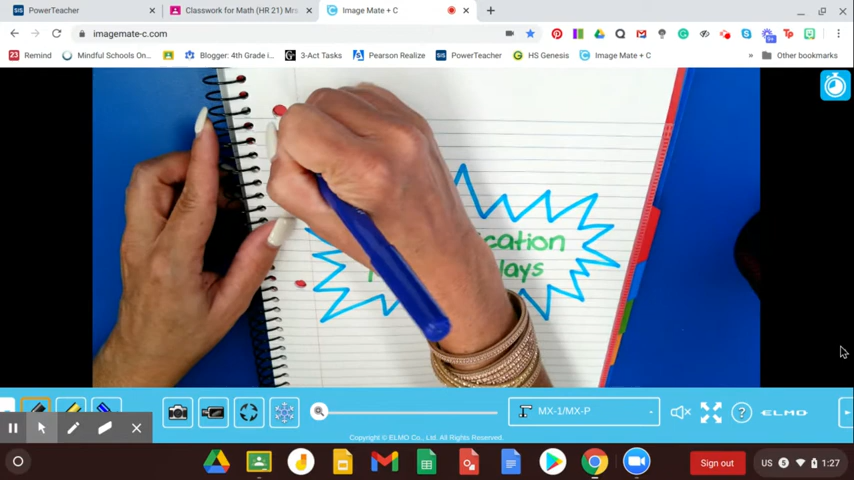 PowerTeacher
Classwork for Math (HR 21) Mrs.
Image Mate + C
imagemate-c.com
23 Remind
Mindful Schools On...
Blogger: 4th Grade i...
3-Act Tasks
Pearson Realize
SIS PowerTeacher
HS Genesis
Image Mate + C
Other bookmarks
cation
lays
MX-1/MX-P
ELMO
Copyright © ELMO Co., Ltd. All Rights Reserved.
Sign out
US
1:27